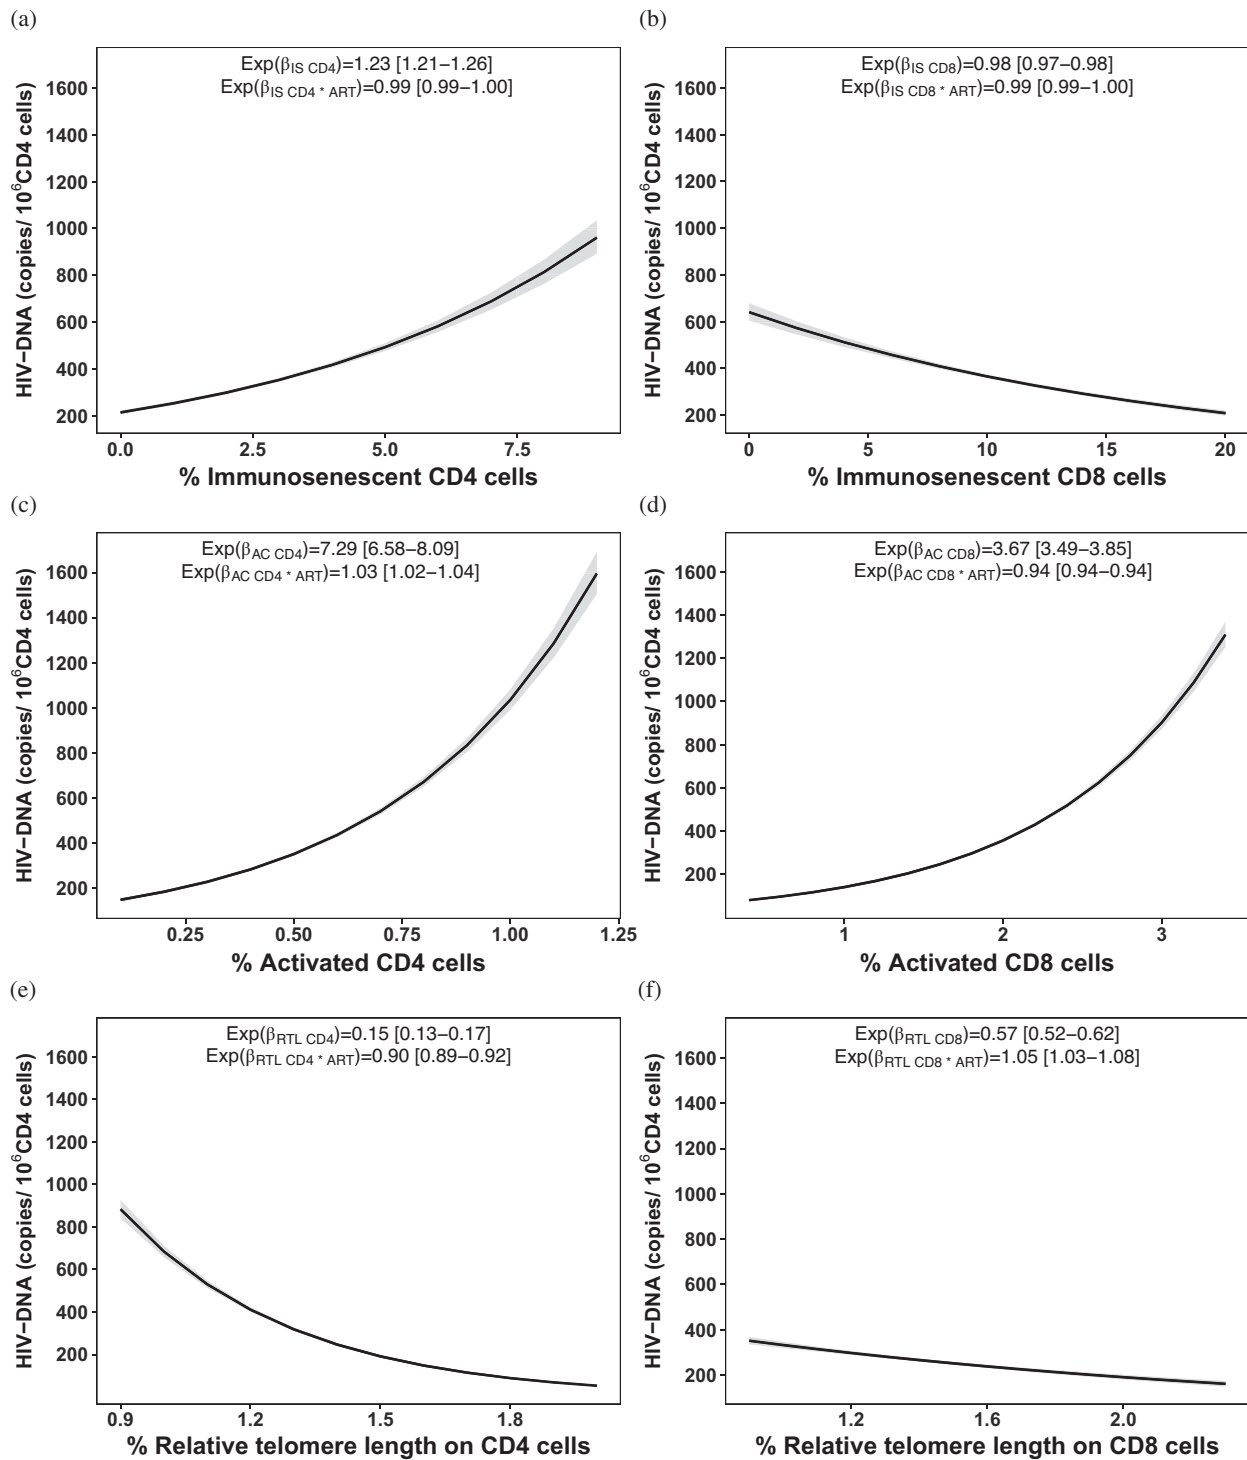 (a)
Exp(β_IS CD4)=1.23 [1.21–1.26]
Exp(β_IS CD4 * ART)=0.99 [0.99–1.00]
HIV–DNA (copies/ 10⁶CD4 cells)
1600
1400
1200
1000
800
600
400
200
0.0 2.5 5.0 7.5
% Immunosenescent CD4 cells
(b)
Exp(β_IS CD8)=0.98 [0.97–0.98]
Exp(β_IS CD8 * ART)=0.99 [0.99–1.00]
HIV–DNA (copies/ 10⁶CD4 cells)
1600
1400
1200
1000
800
600
400
200
0 5 10 15 20
% Immunosenescent CD8 cells
(c)
Exp(β_AC CD4)=7.29 [6.58–8.09]
Exp(β_AC CD4 * ART)=1.03 [1.02–1.04]
HIV–DNA (copies/ 10⁶CD4 cells)
1600
1400
1200
1000
800
600
400
200
0.25 0.50 0.75 1.00 1.25
% Activated CD4 cells
(d)
Exp(β_AC CD8)=3.67 [3.49–3.85]
Exp(β_AC CD8 * ART)=0.94 [0.94–0.94]
HIV–DNA (copies/ 10⁶CD4 cells)
1600
1400
1200
1000
800
600
400
200
1 2 3
% Activated CD8 cells
(e)
Exp(β_RTL CD4)=0.15 [0.13–0.17]
Exp(β_RTL CD4 * ART)=0.90 [0.89–0.92]
HIV–DNA (copies/ 10⁶CD4 cells)
1600
1400
1200
1000
800
600
400
200
0.9 1.2 1.5 1.8
% Relative telomere length on CD4 cells
(f)
Exp(β_RTL CD8)=0.57 [0.52–0.62]
Exp(β_RTL CD8 * ART)=1.05 [1.03–1.08]
HIV–DNA (copies/ 10⁶CD4 cells)
1600
1400
1200
1000
800
600
400
200
1.2 1.6 2.0
% Relative telomere length on CD8 cells